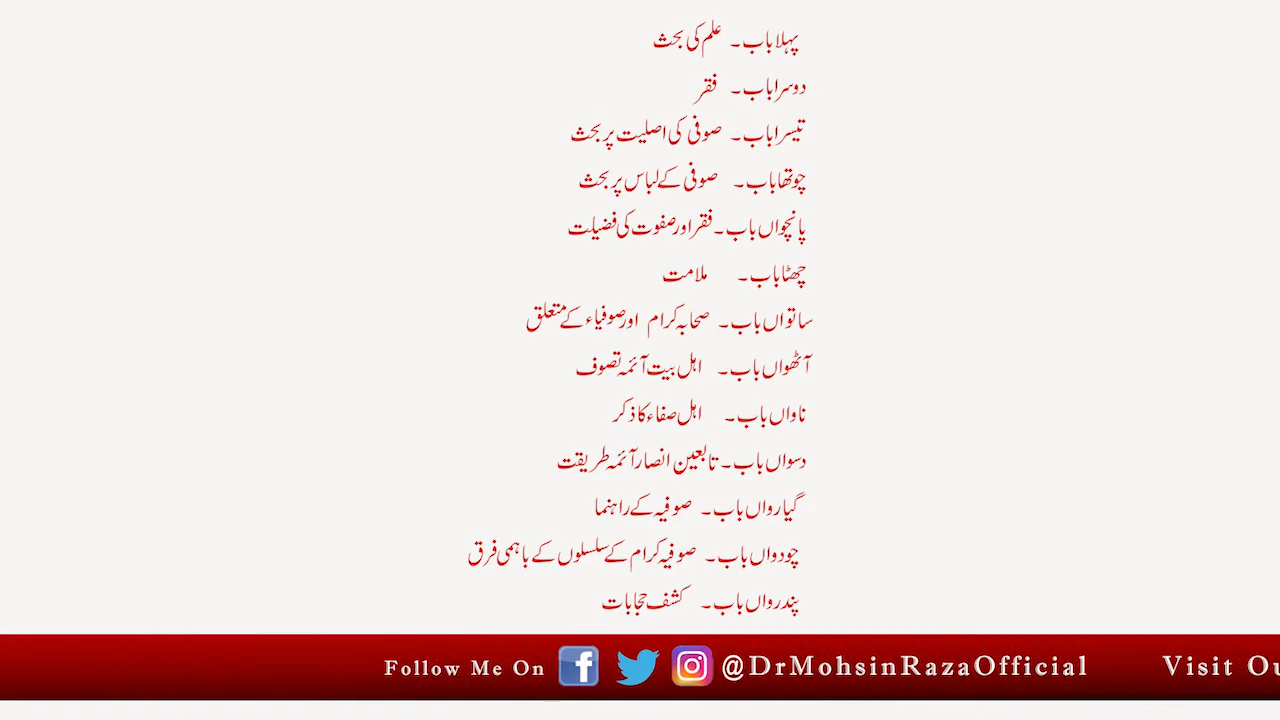 پہلا باب۔ علم کی بحث
دوسرا باب۔ فقر
تیسرا باب۔ صوفی کی اصلیت پر بحث
چوتھا باب۔ صوفی کے لباس پر بحث
پانچواں باب۔ فقر اور صفوت کی فضیلت
چھٹا باب۔ ملامت
ساتواں باب۔ صحابہ کرام اور صوفیاء کے متعلق
آٹھواں باب۔ اہل بیت آئمہ تصوف
ناواں باب۔ اہل صفاء کا ذکر
دسواں باب۔ تابعین انصار آئمہ طریقت
گیارواں باب۔ صوفیہ کے راہنما
چودواں باب۔ صوفیہ کرام کے سلسلوں کے باہمی فرق
پندرواں باب۔ کشف حجابات
Follow Me On @DrMohsinRazaOfficial Visit Ou